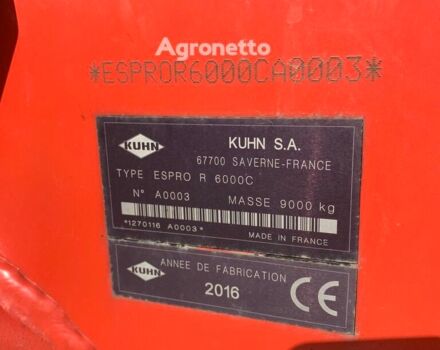 Agronetto
*ESPROR6000CA0003*
KUHN
KUHN S.A.
67700 SAVERNE-FRANCE
TYPE ESPRO R 6000C
N° A0003 MASSE 9000 kg
*1270116 A0003*
MADE IN FRANCE
KUHN
ANNEE DE FABRICATION
2016
CE